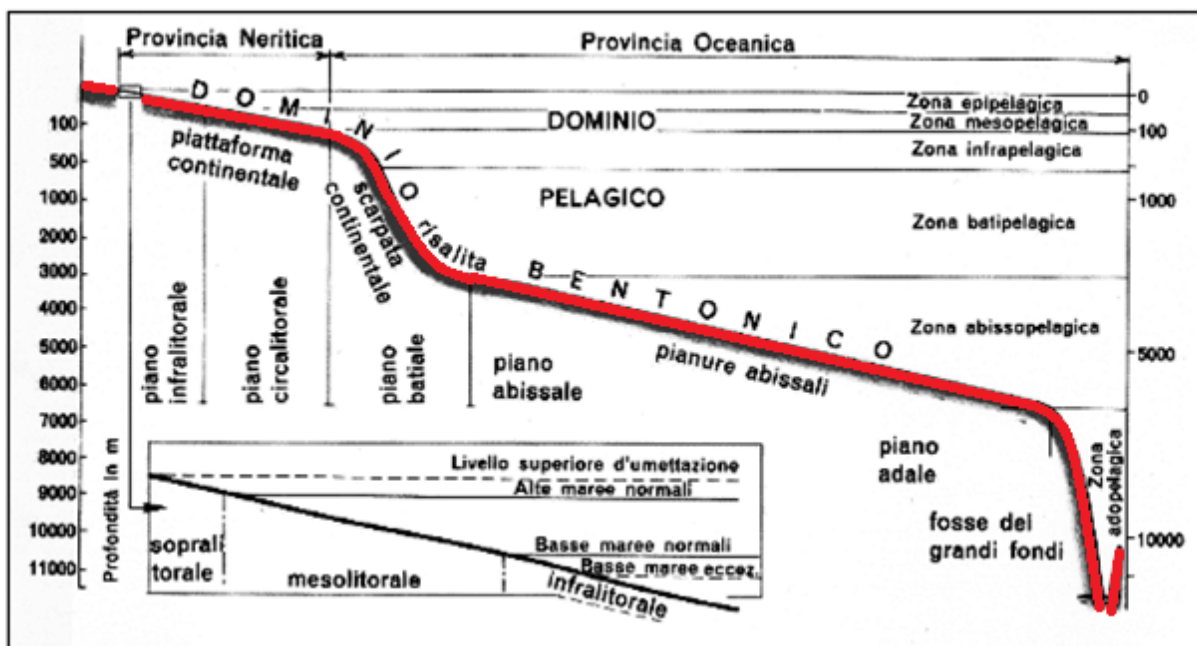 Provincia Neritica
Provincia Oceanica
DOMINIO
BENTONICO
DOMINIO
PELAGICO
Zona epipelagica
Zona mesopelagica
Zona infrapelagica
Zona batipelagica
Zona abissopelagica
Zona
adopelagica
0
100
1000
5000
10000
100
500
1000
2000
3000
4000
5000
6000
7000
8000
9000
10000
11000
Profondità in m
piattaforma
continentale
scarpata
continentale
risalita
pianure abissali
piano
infralitorale
piano
circalitorale
piano
batiale
piano
abissale
piano
adale
fosse dei
grandi fondi
Livello superiore d'umettazione
Alte maree normali
Basse maree normali
Basse maree eccez.
soprali
torale
mesolitorale
infralitorale